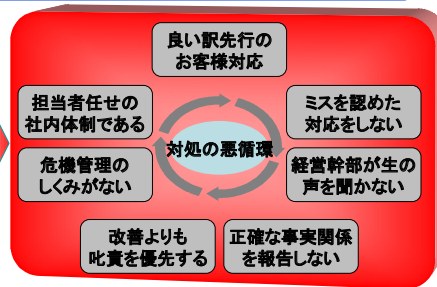 良い訳先行の
お客様対応
担当者任せの
社内体制である
ミスを認めた
対応をしない
対処の悪循環
危機管理の
しくみがない
経営幹部が生の
声を聞かない
改善よりも
叱責を優先する
正確な事実関係
を報告しない